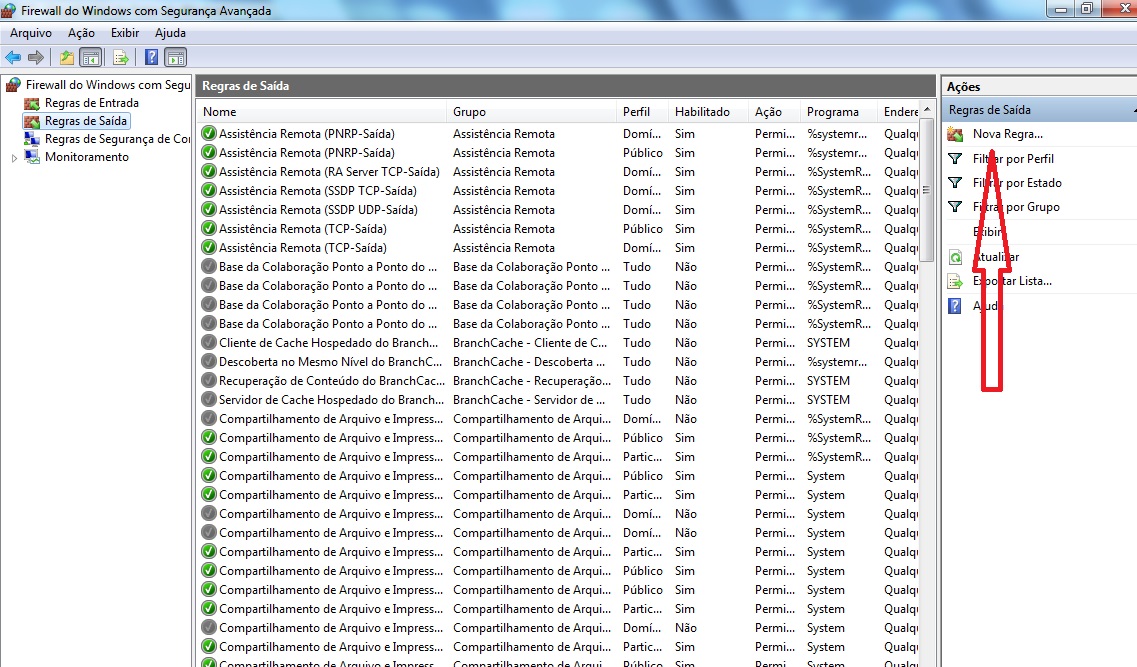 Firewall do Windows com Segurança Avançada
Arquivo Ação Exibir Ajuda
Firewall do Windows com Segu
Regras de Entrada
Regras de Saída
Regras de Segurança de Co
Monitoramento
Regras de Saída
Nome Grupo Perfil Habilitado Ação Programa Endere
Assistência Remota (PNRP-Saída) Assistência Remota Domí... Sim Permi... %systemr... Qualq
Assistência Remota (PNRP-Saída) Assistência Remota Público Sim Permi... %systemr... Qualq
Assistência Remota (RA Server TCP-Saída) Assistência Remota Domí... Sim Permi... %SystemR... Qualq
Assistência Remota (SSDP TCP-Saída) Assistência Remota Domí... Sim Permi... %SystemR... Qualq
Assistência Remota (SSDP UDP-Saída) Assistência Remota Domí... Sim Permi... %SystemR... Qualq
Assistência Remota (TCP-Saída) Assistência Remota Público Sim Permi... %SystemR... Qualq
Assistência Remota (TCP-Saída) Assistência Remota Domí... Sim Permi... %SystemR... Qualq
Base da Colaboração Ponto a Ponto do ... Base da Colaboração Ponto ... Tudo Não Permi... %SystemR... Qualq
Base da Colaboração Ponto a Ponto do ... Base da Colaboração Ponto ... Tudo Não Permi... %SystemR... Qualq
Base da Colaboração Ponto a Ponto do ... Base da Colaboração Ponto ... Tudo Não Permi... %SystemR... Qualq
Base da Colaboração Ponto a Ponto do ... Base da Colaboração Ponto ... Tudo Não Permi... %SystemR... Qualq
Cliente de Cache Hospedado do Branch... BranchCache - Cliente de C... Tudo Não Permi... SYSTEM Qualq
Descoberta no Mesmo Nível do BranchC... BranchCache - Descoberta ... Tudo Não Permi... %systemr... Qualq
Recuperação de Conteúdo do BranchCac... BranchCache - Recuperação... Tudo Não Permi... SYSTEM Qualq
Servidor de Cache Hospedado do Branch... BranchCache - Servidor de ... Tudo Não Permi... SYSTEM Qualq
Compartilhamento de Arquivo e Impress... Compartilhamento de Arqui... Domí... Não Permi... %SystemR... Qualq
Compartilhamento de Arquivo e Impress... Compartilhamento de Arqui... Público Sim Permi... %SystemR... Qualq
Compartilhamento de Arquivo e Impress... Compartilhamento de Arqui... Partic... Sim Permi... %SystemR... Qualq
Compartilhamento de Arquivo e Impress... Compartilhamento de Arqui... Público Sim Permi... System Qualq
Compartilhamento de Arquivo e Impress... Compartilhamento de Arqui... Partic... Sim Permi... System Qualq
Compartilhamento de Arquivo e Impress... Compartilhamento de Arqui... Domí... Não Permi... System Qualq
Compartilhamento de Arquivo e Impress... Compartilhamento de Arqui... Domí... Não Permi... System Qualq
Compartilhamento de Arquivo e Impress... Compartilhamento de Arqui... Partic... Sim Permi... System Qualq
Compartilhamento de Arquivo e Impress... Compartilhamento de Arqui... Público Sim Permi... System Qualq
Compartilhamento de Arquivo e Impress... Compartilhamento de Arqui... Público Sim Permi... System Qualq
Compartilhamento de Arquivo e Impress... Compartilhamento de Arqui... Partic... Sim Permi... System Qualq
Compartilhamento de Arquivo e Impress... Compartilhamento de Arqui... Domí... Não Permi... System Qualq
Compartilhamento de Arquivo e Impress... Compartilhamento de Arqui... Partic... Sim Permi... System Qualq
Compartilhamento de Arquivo e Impress... Compartilhamento de Arqui... Público Sim Permi... System Qualq
Ações
Regras de Saída
Nova Regra...
Filtrar por Perfil
Filtrar por Estado
Filtrar por Grupo
Exibir
Atualizar
Exportar Lista...
Ajuda